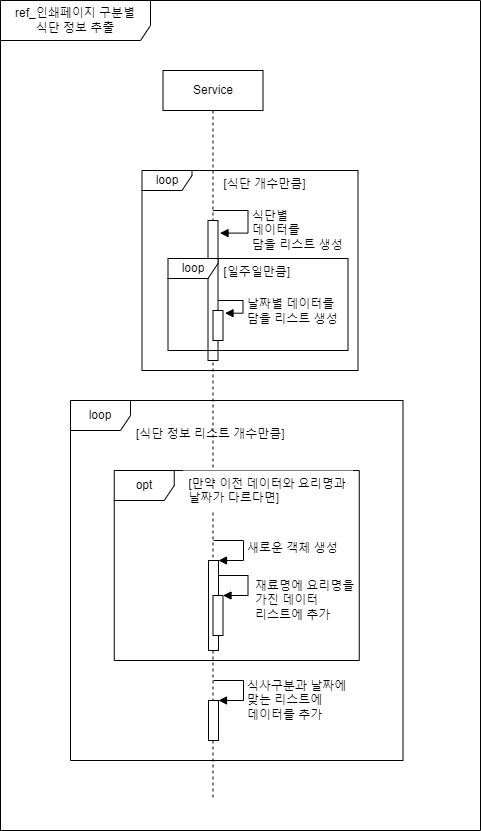 ref_인쇄페이지 구분별
식단 정보 추출
Service
loop
[식단 개수만큼]
식단별
데이터를
담을 리스트 생성
loop
[일주일만큼]
날짜별 데이터를
담을 리스트 생성
loop
[식단 정보 리스트 개수만큼]
opt
[만약 이전 데이터와 요리명과
날짜가 다르다면]
새로운 객체 생성
재료명에 요리명을
가진 데이터
리스트에 추가
식사구분과 날짜에
맞는 리스트에
데이터를 추가